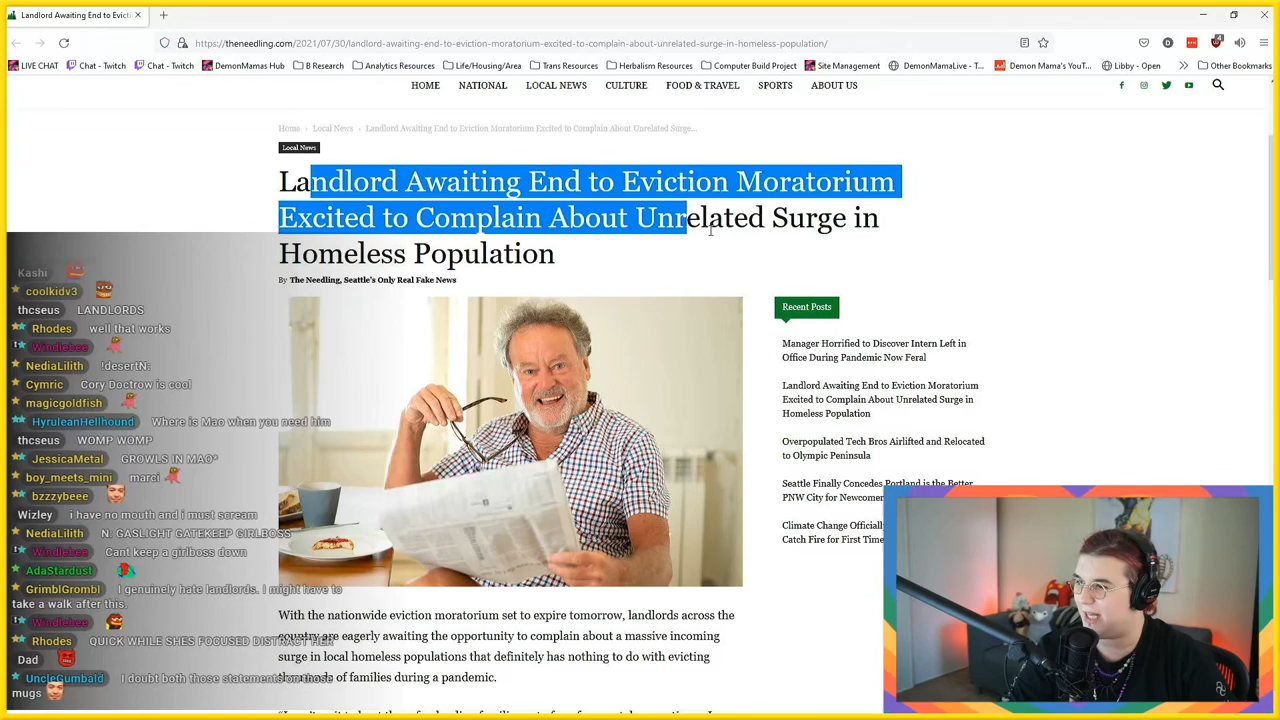 Landlord Awaiting End to Evicti
https://theneedling.com/2021/07/30/landlord-awaiting-end-to-eviction-moratorium-excited-to-complain-about-unrelated-surge-in-homeless-population/
LIVE CHAT Chat - Twitch Chat - Twitch DemonMamas Hub B Research Analytics Resources Life/Housing/Area Trans Resources Herbalism Resources Computer Build Project Site Management DemonMamaLive - T... Demon Mama's YouT... Libby - Open Other Bookmarks
HOME NATIONAL LOCAL NEWS CULTURE FOOD & TRAVEL SPORTS ABOUT US
Home › Local News › Landlord Awaiting End to Eviction Moratorium Excited to Complain About Unrelated Surge...
Local News
Landlord Awaiting End to Eviction Moratorium
Excited to Complain About Unrelated Surge in
Homeless Population
By The Needling, Seattle's Only Real Fake News
Kashi
coolkidv3
thcseus LANDLORDS
Rhodes well that works
Windlebee
NediaLilith !desertN:
Cymric Cory Doctrow is cool
magicgoldfish
HyruleanHellhound Where is Mao when you need him
thcseus WOMP WOMP
JessicaMetal GROWLS IN MAO*
boy_meets_mini marci
bzzzybeee
Wizley i have no mouth and i must scream
NediaLilith N: GASLIGHT GATEKEEP GIRLBOSS
Windlebee Cant keep a girlboss down
AdaStardust
GrimblGrombl I genuinely hate landlords. I might have to
take a walk after this.
Windlebee
Rhodes QUICK WHILE SHES FOCUSED DISTRACT HER
Dad
UncleGumbald I doubt both those statements on those
mugs
Recent Posts
Manager Horrified to Discover Intern Left in
Office During Pandemic Now Feral
Landlord Awaiting End to Eviction Moratorium
Excited to Complain About Unrelated Surge in
Homeless Population
Overpopulated Tech Bros Airlifted and Relocated
to Olympic Peninsula
Seattle Finally Concedes Portland is the Better
PNW City for Newcome
Climate Change Officiall
Catch Fire for First Time
With the nationwide eviction moratorium set to expire tomorrow, landlords across the
country are eagerly awaiting the opportunity to complain about a massive incoming
surge in local homeless populations that definitely has nothing to do with evicting
thousands of families during a pandemic.